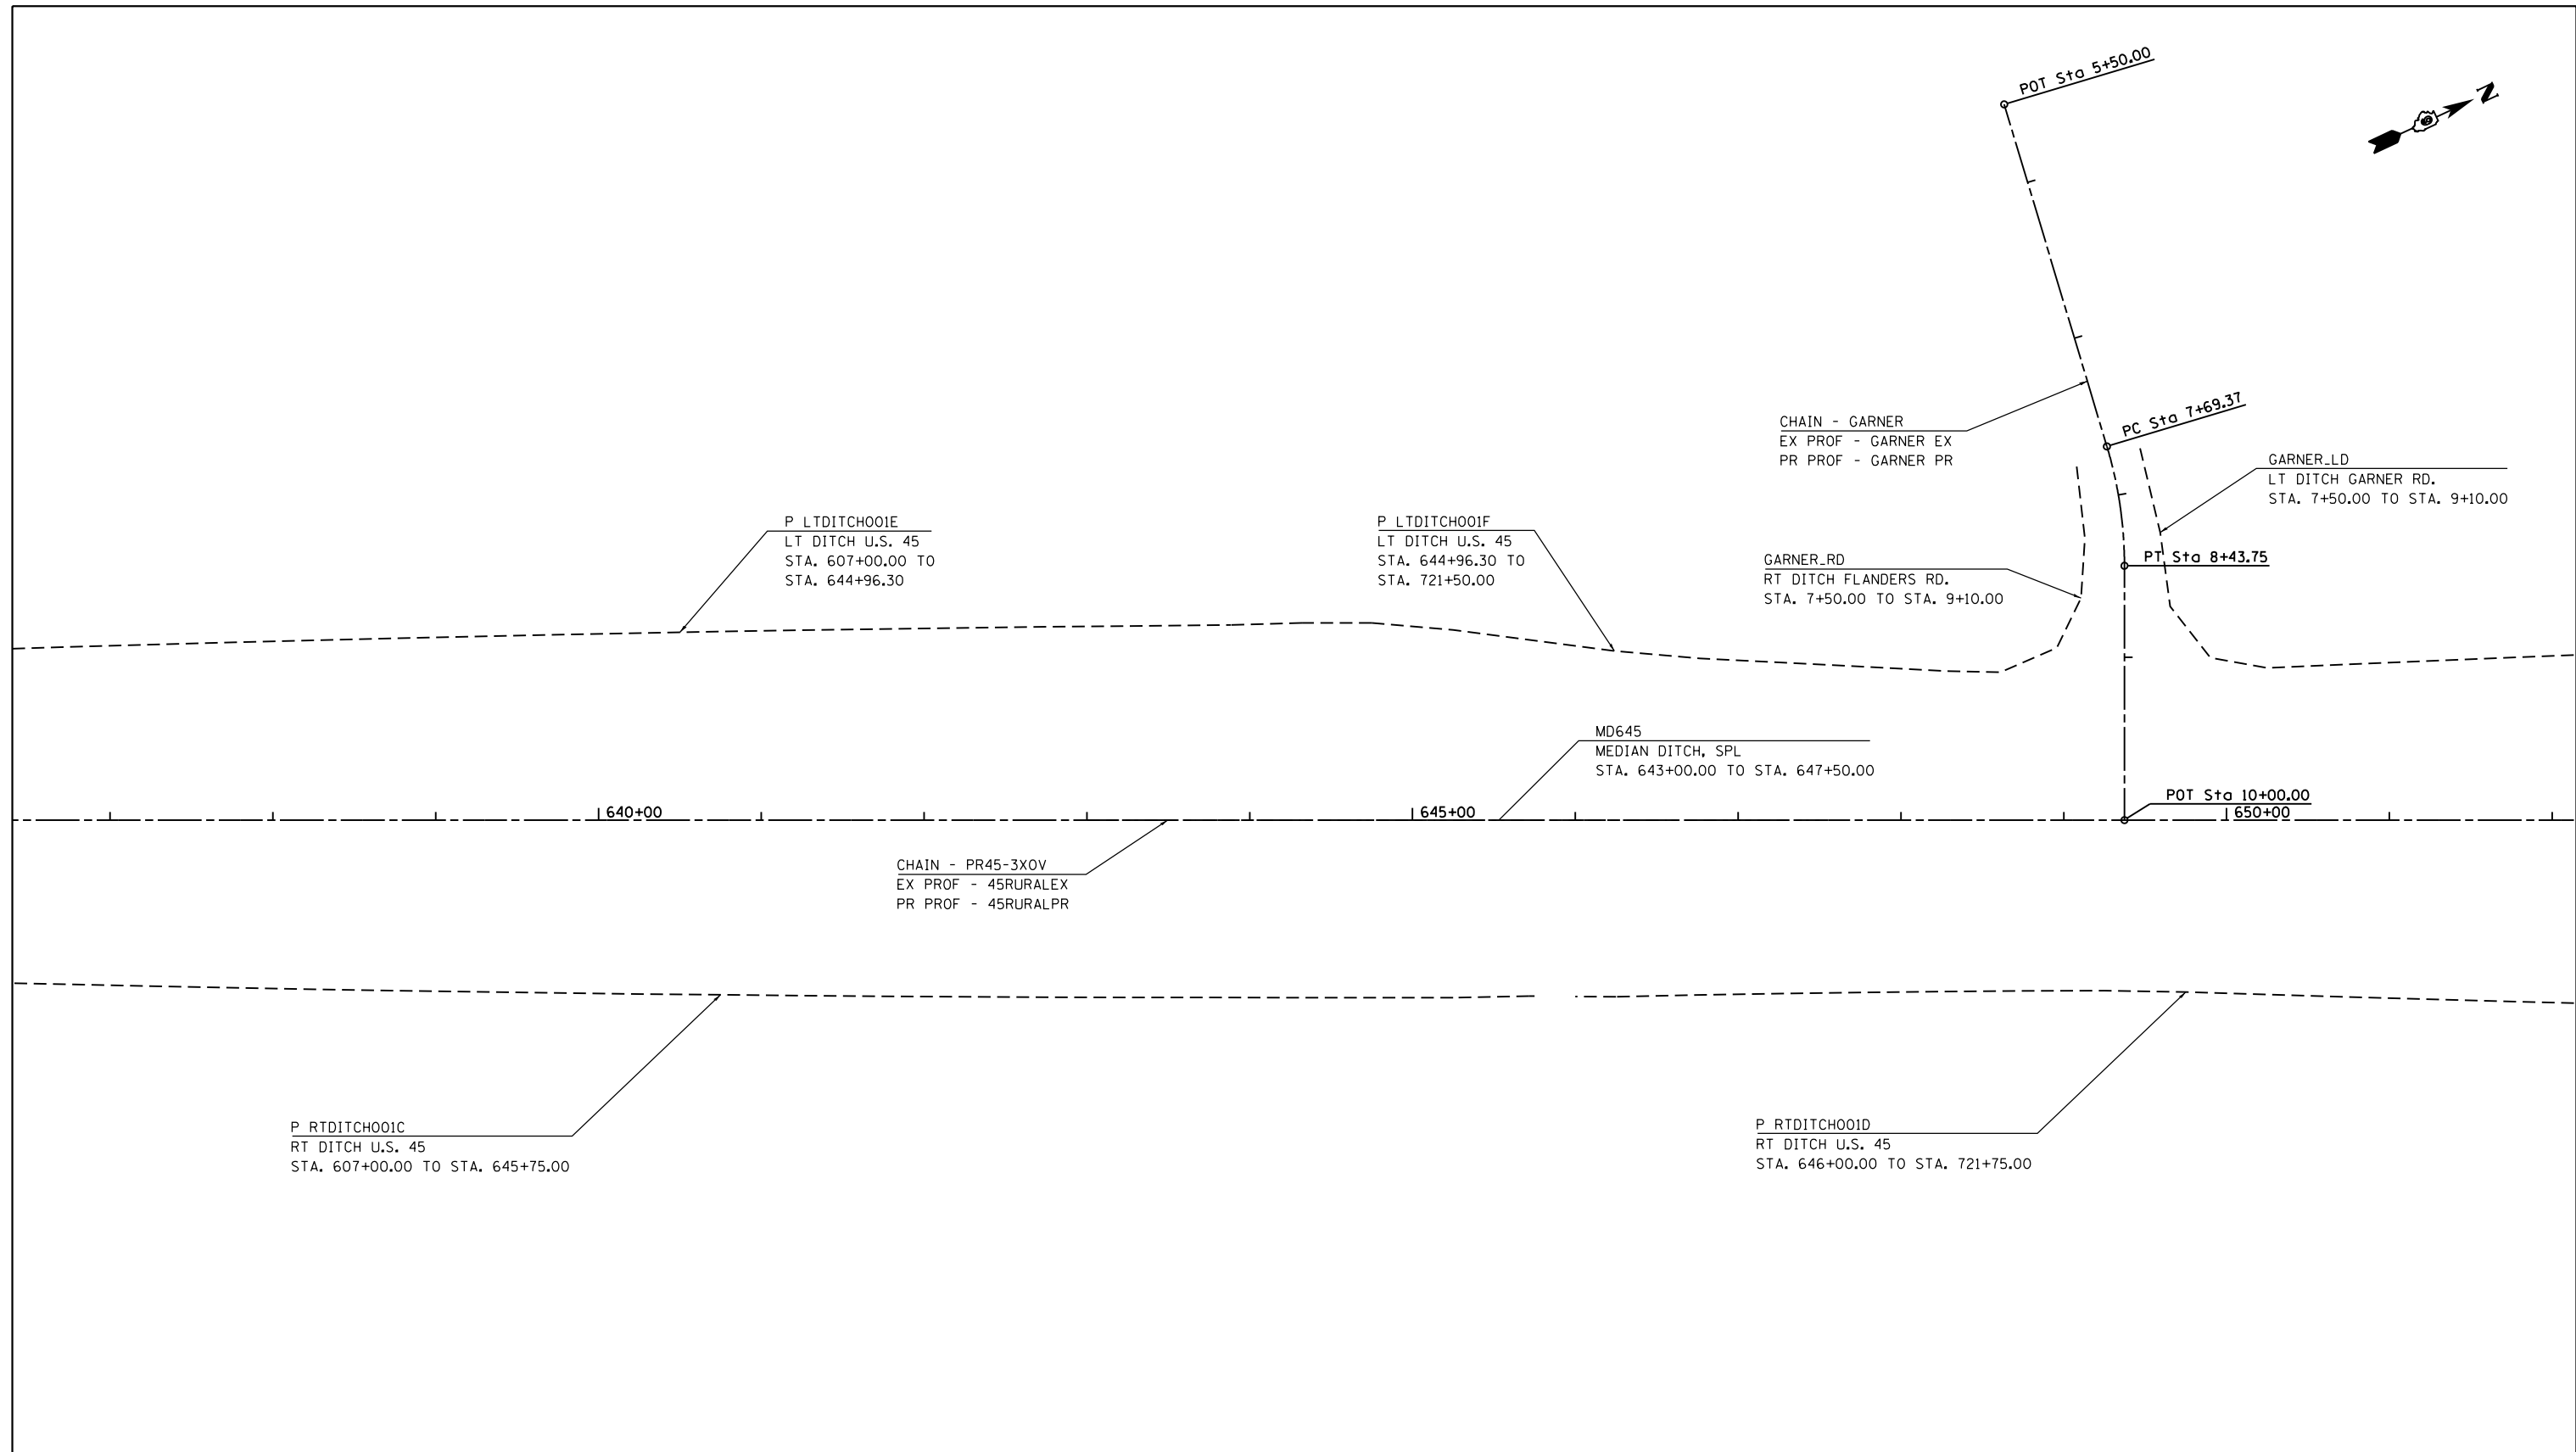 POT Sta 5+50.00
N
PC Sta 7+69.37
CHAIN - GARNER
EX PROF - GARNER EX
PR PROF - GARNER PR
GARNER_LD
LT DITCH GARNER RD.
STA. 7+50.00 TO STA. 9+10.00
P LTDITCH001E
LT DITCH U.S. 45
STA. 607+00.00 TO
STA. 644+96.30
P LTDITCH001F
LT DITCH U.S. 45
STA. 644+96.30 TO
STA. 721+50.00
GARNER_RD
RT DITCH FLANDERS RD.
STA. 7+50.00 TO STA. 9+10.00
PT Sta 8+43.75
MD645
MEDIAN DITCH, SPL
STA. 643+00.00 TO STA. 647+50.00
POT Sta 10+00.00
640+00
645+00
650+00
CHAIN - PR45-3XOV
EX PROF - 45RURALEX
PR PROF - 45RURALPR
P RTDITCH001C
RT DITCH U.S. 45
STA. 607+00.00 TO STA. 645+75.00
P RTDITCH001D
RT DITCH U.S. 45
STA. 646+00.00 TO STA. 721+75.00